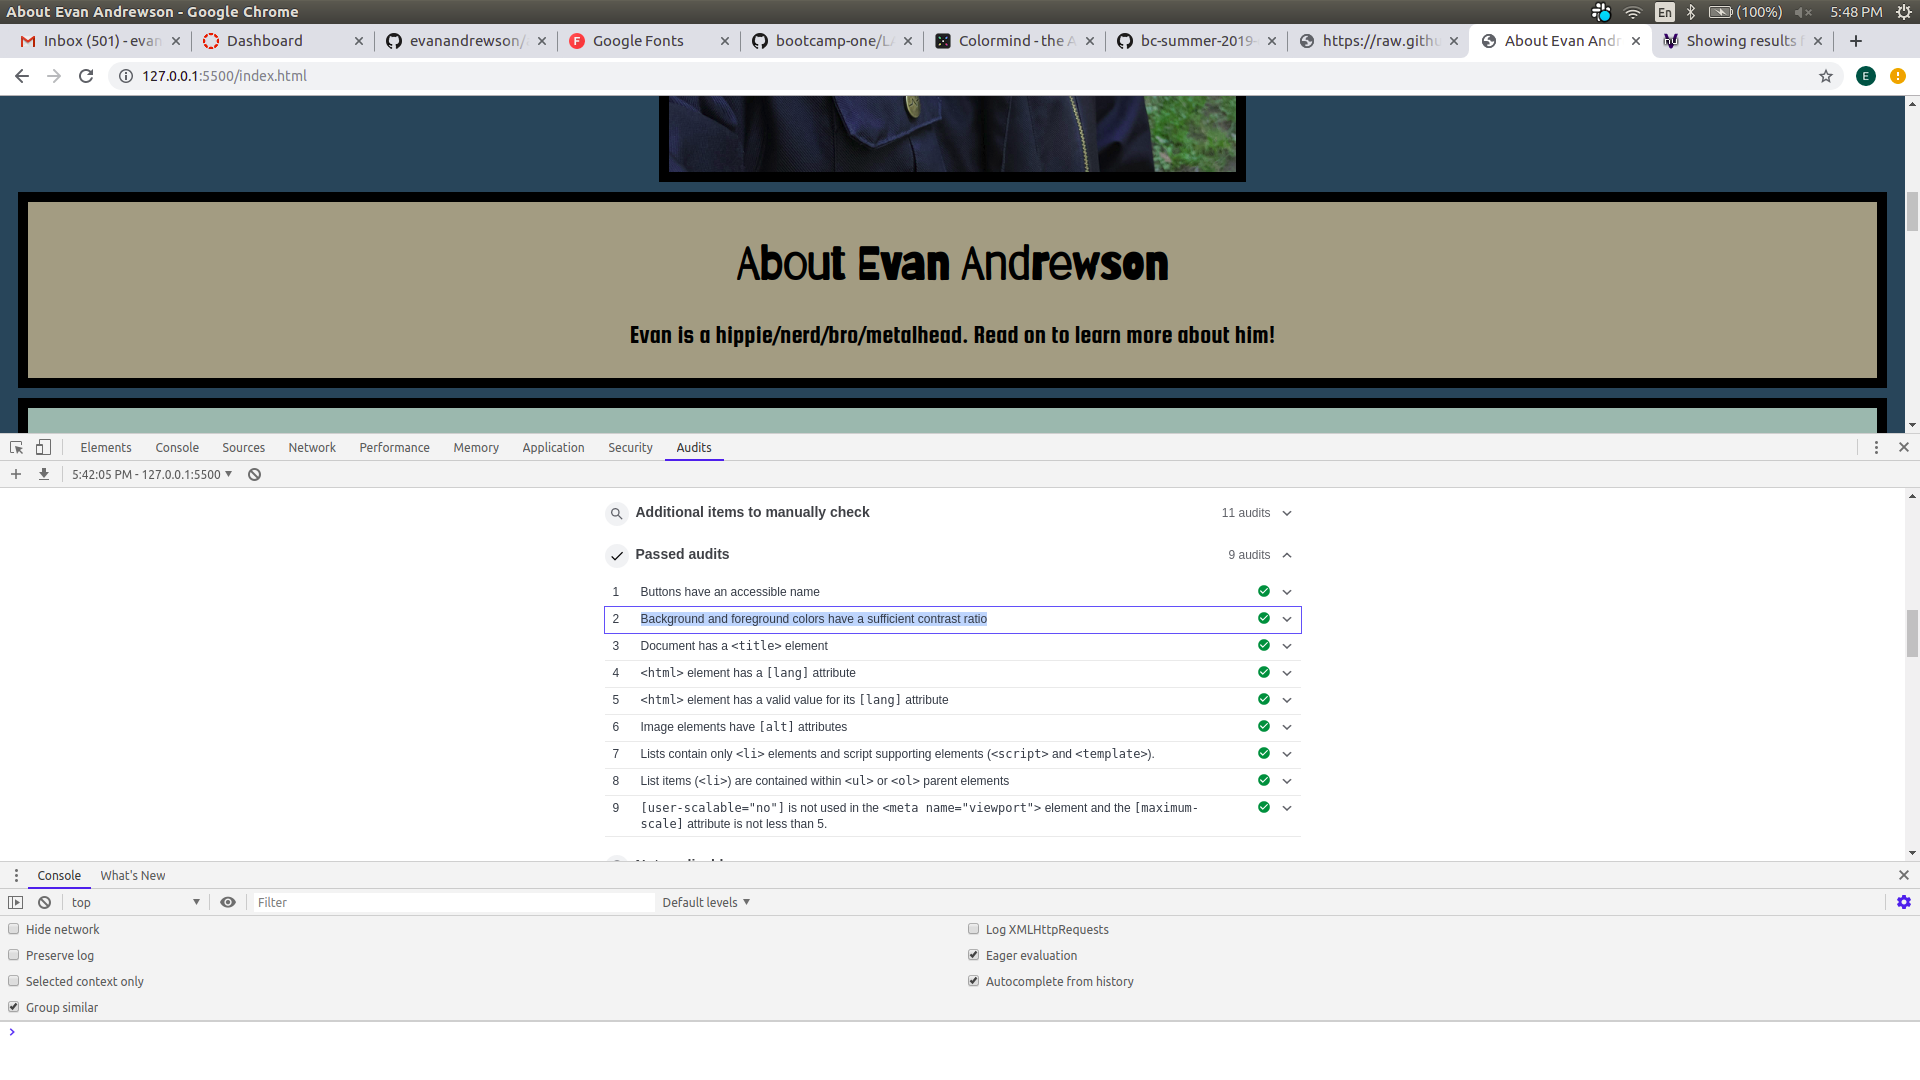 About Evan Andrewson - Google Chrome
En (100%) 5:48 PM
Inbox (501) - evan Dashboard evanandrewson/ Google Fonts bootcamp-one/LA Colormind - the A bc-summer-2019- https://raw.githu About Evan Andr Showing results f
127.0.0.1:5500/index.html E
About Evan Andrewson
Evan is a hippie/nerd/bro/metalhead. Read on to learn more about him!
Elements Console Sources Network Performance Memory Application Security Audits
5:42:05 PM - 127.0.0.1:5500
Additional items to manually check 11 audits
Passed audits 9 audits
1 Buttons have an accessible name
2 Background and foreground colors have a sufficient contrast ratio
3 Document has a <title> element
4 <html> element has a [lang] attribute
5 <html> element has a valid value for its [lang] attribute
6 Image elements have [alt] attributes
7 Lists contain only <li> elements and script supporting elements (<script> and <template>).
8 List items (<li>) are contained within <ul> or <ol> parent elements
9 [user-scalable="no"] is not used in the <meta name="viewport"> element and the [maximum-
scale] attribute is not less than 5.
Console What's New
top Filter Default levels
Hide network Log XMLHttpRequests
Preserve log Eager evaluation
Selected context only Autocomplete from history
Group similar